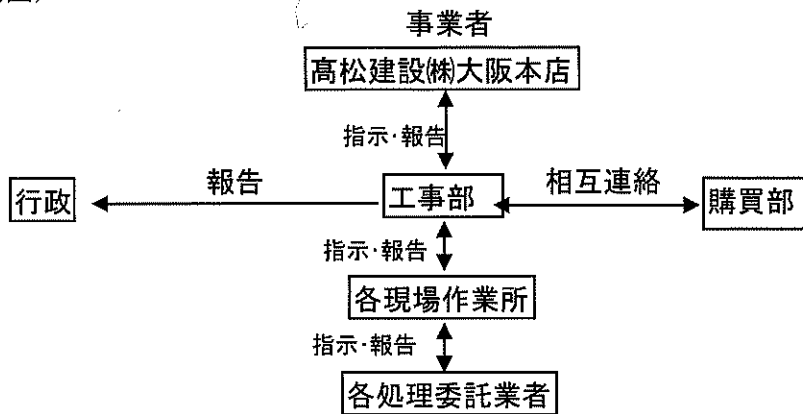 事業者
髙松建設㈱大阪本店
指示・報告
行政
報告
工事部
相互連絡
購買部
指示・報告
各現場作業所
指示・報告
各処理委託業者